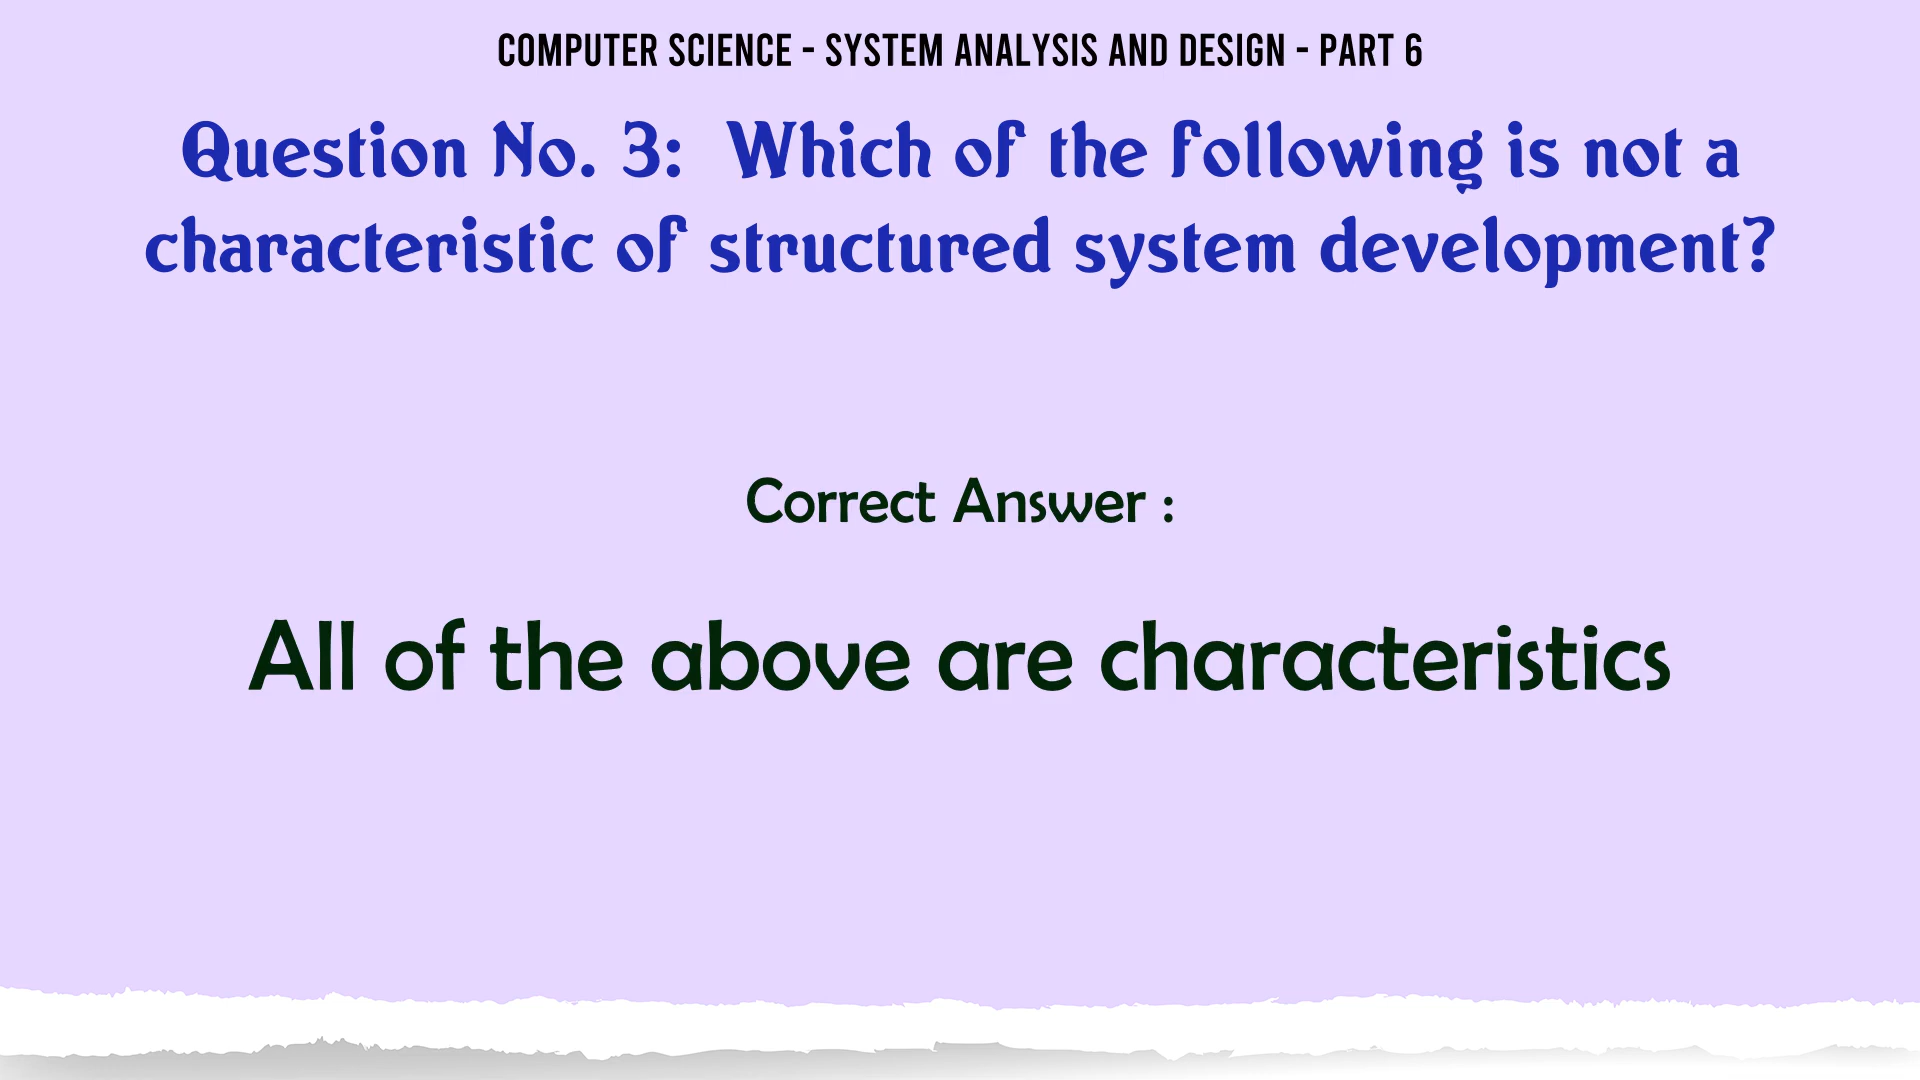 COMPUTER SCIENCE - SYSTEM ANALYSIS AND DESIGN - PART 6
Question No. 3: Which of the following is not a
characteristic of structured system development?
Correct Answer :
All of the above are characteristics